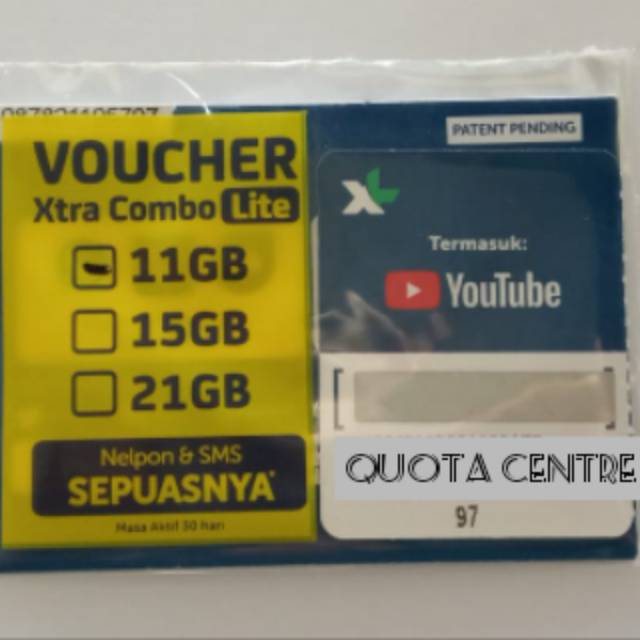 VOUCHER
Xtra Combo Lite
11GB
15GB
21GB
Nelpon & SMS
SEPUASNYA*
Masa Aktif 30 hari
PATENT PENDING
XL
Termasuk:
YouTube
QUOTA CENTRE
97